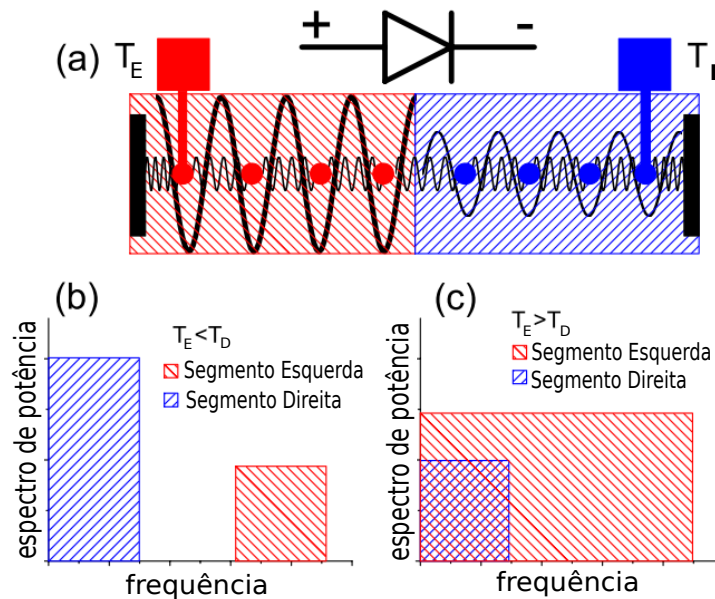 (a)
T_E
+
-
T
(b)
espectro de potência
T_E<T_D
Segmento Esquerda
Segmento Direita
frequência
(c)
espectro de potência
T_E>T_D
Segmento Esquerda
Segmento Direita
frequência